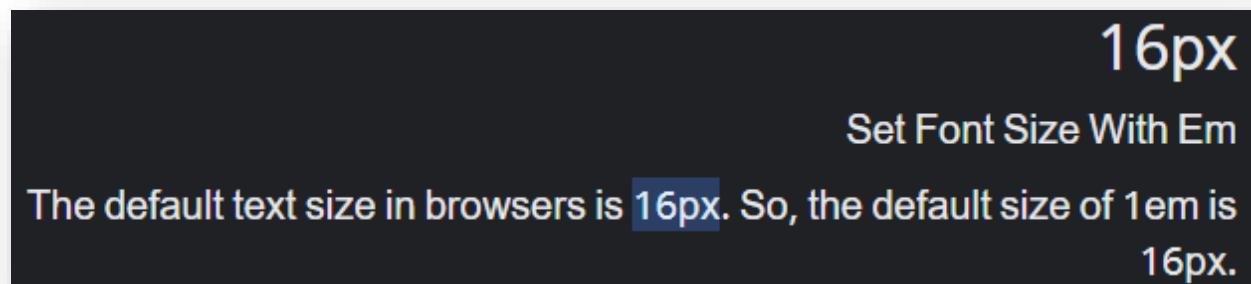 16px
Set Font Size With Em
The default text size in browsers is 16px. So, the default size of 1em is
16px.